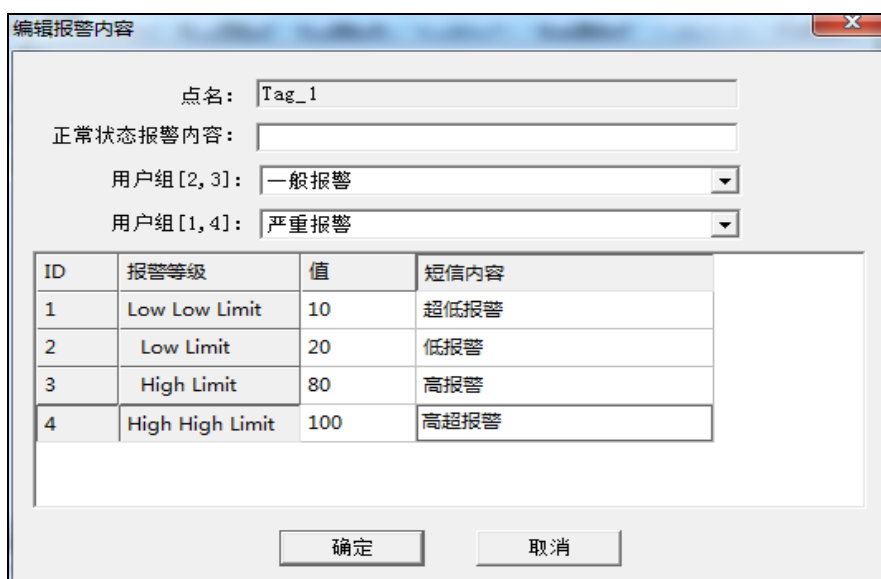 编辑报警内容
点名: Tag_1
正常状态报警内容:
用户组[2,3]: 一般报警
用户组[1,4]: 严重报警
ID 报警等级 值 短信内容
1 Low Low Limit 10 超低报警
2 Low Limit 20 低报警
3 High Limit 80 高报警
4 High High Limit 100 高超报警
确定 取消